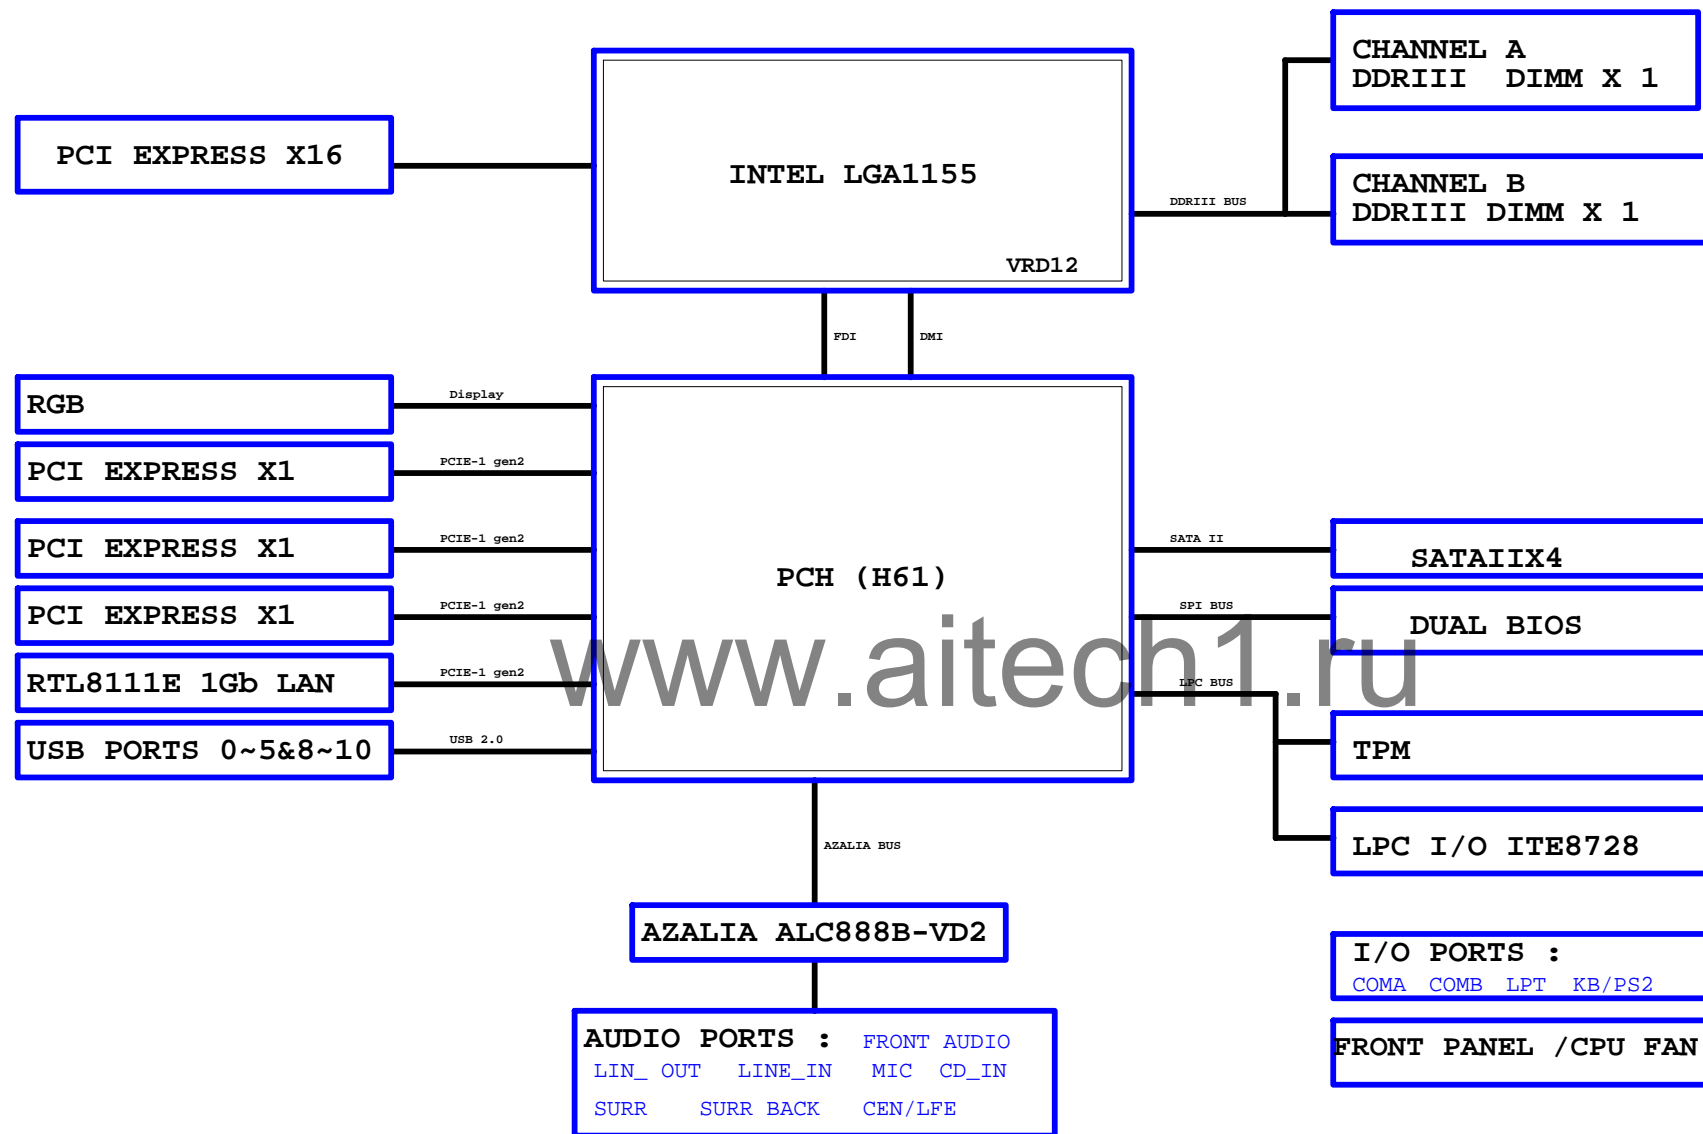 CHANNEL A
DDRIII DIMM X 1
PCI EXPRESS X16
INTEL LGA1155
CHANNEL B
DDRIII DIMM X 1
DDRIII BUS
VRD12
FDI
DMI
RGB
Display
PCI EXPRESS X1
PCIE-1 gen2
PCI EXPRESS X1
PCIE-1 gen2
SATA II
SATAIIX4
PCH (H61)
PCI EXPRESS X1
PCIE-1 gen2
SPI BUS
DUAL BIOS
www.aitech1.ru
RTL8111E 1Gb LAN
PCIE-1 gen2
LPC BUS
USB PORTS 0~5&8~10
USB 2.0
TPM
AZALIA BUS
LPC I/O ITE8728
AZALIA ALC888B-VD2
I/O PORTS :
COMA COMB LPT KB/PS2
AUDIO PORTS : FRONT AUDIO
LIN_ OUT LINE_IN MIC CD_IN
SURR SURR BACK CEN/LFE
FRONT PANEL /CPU FAN